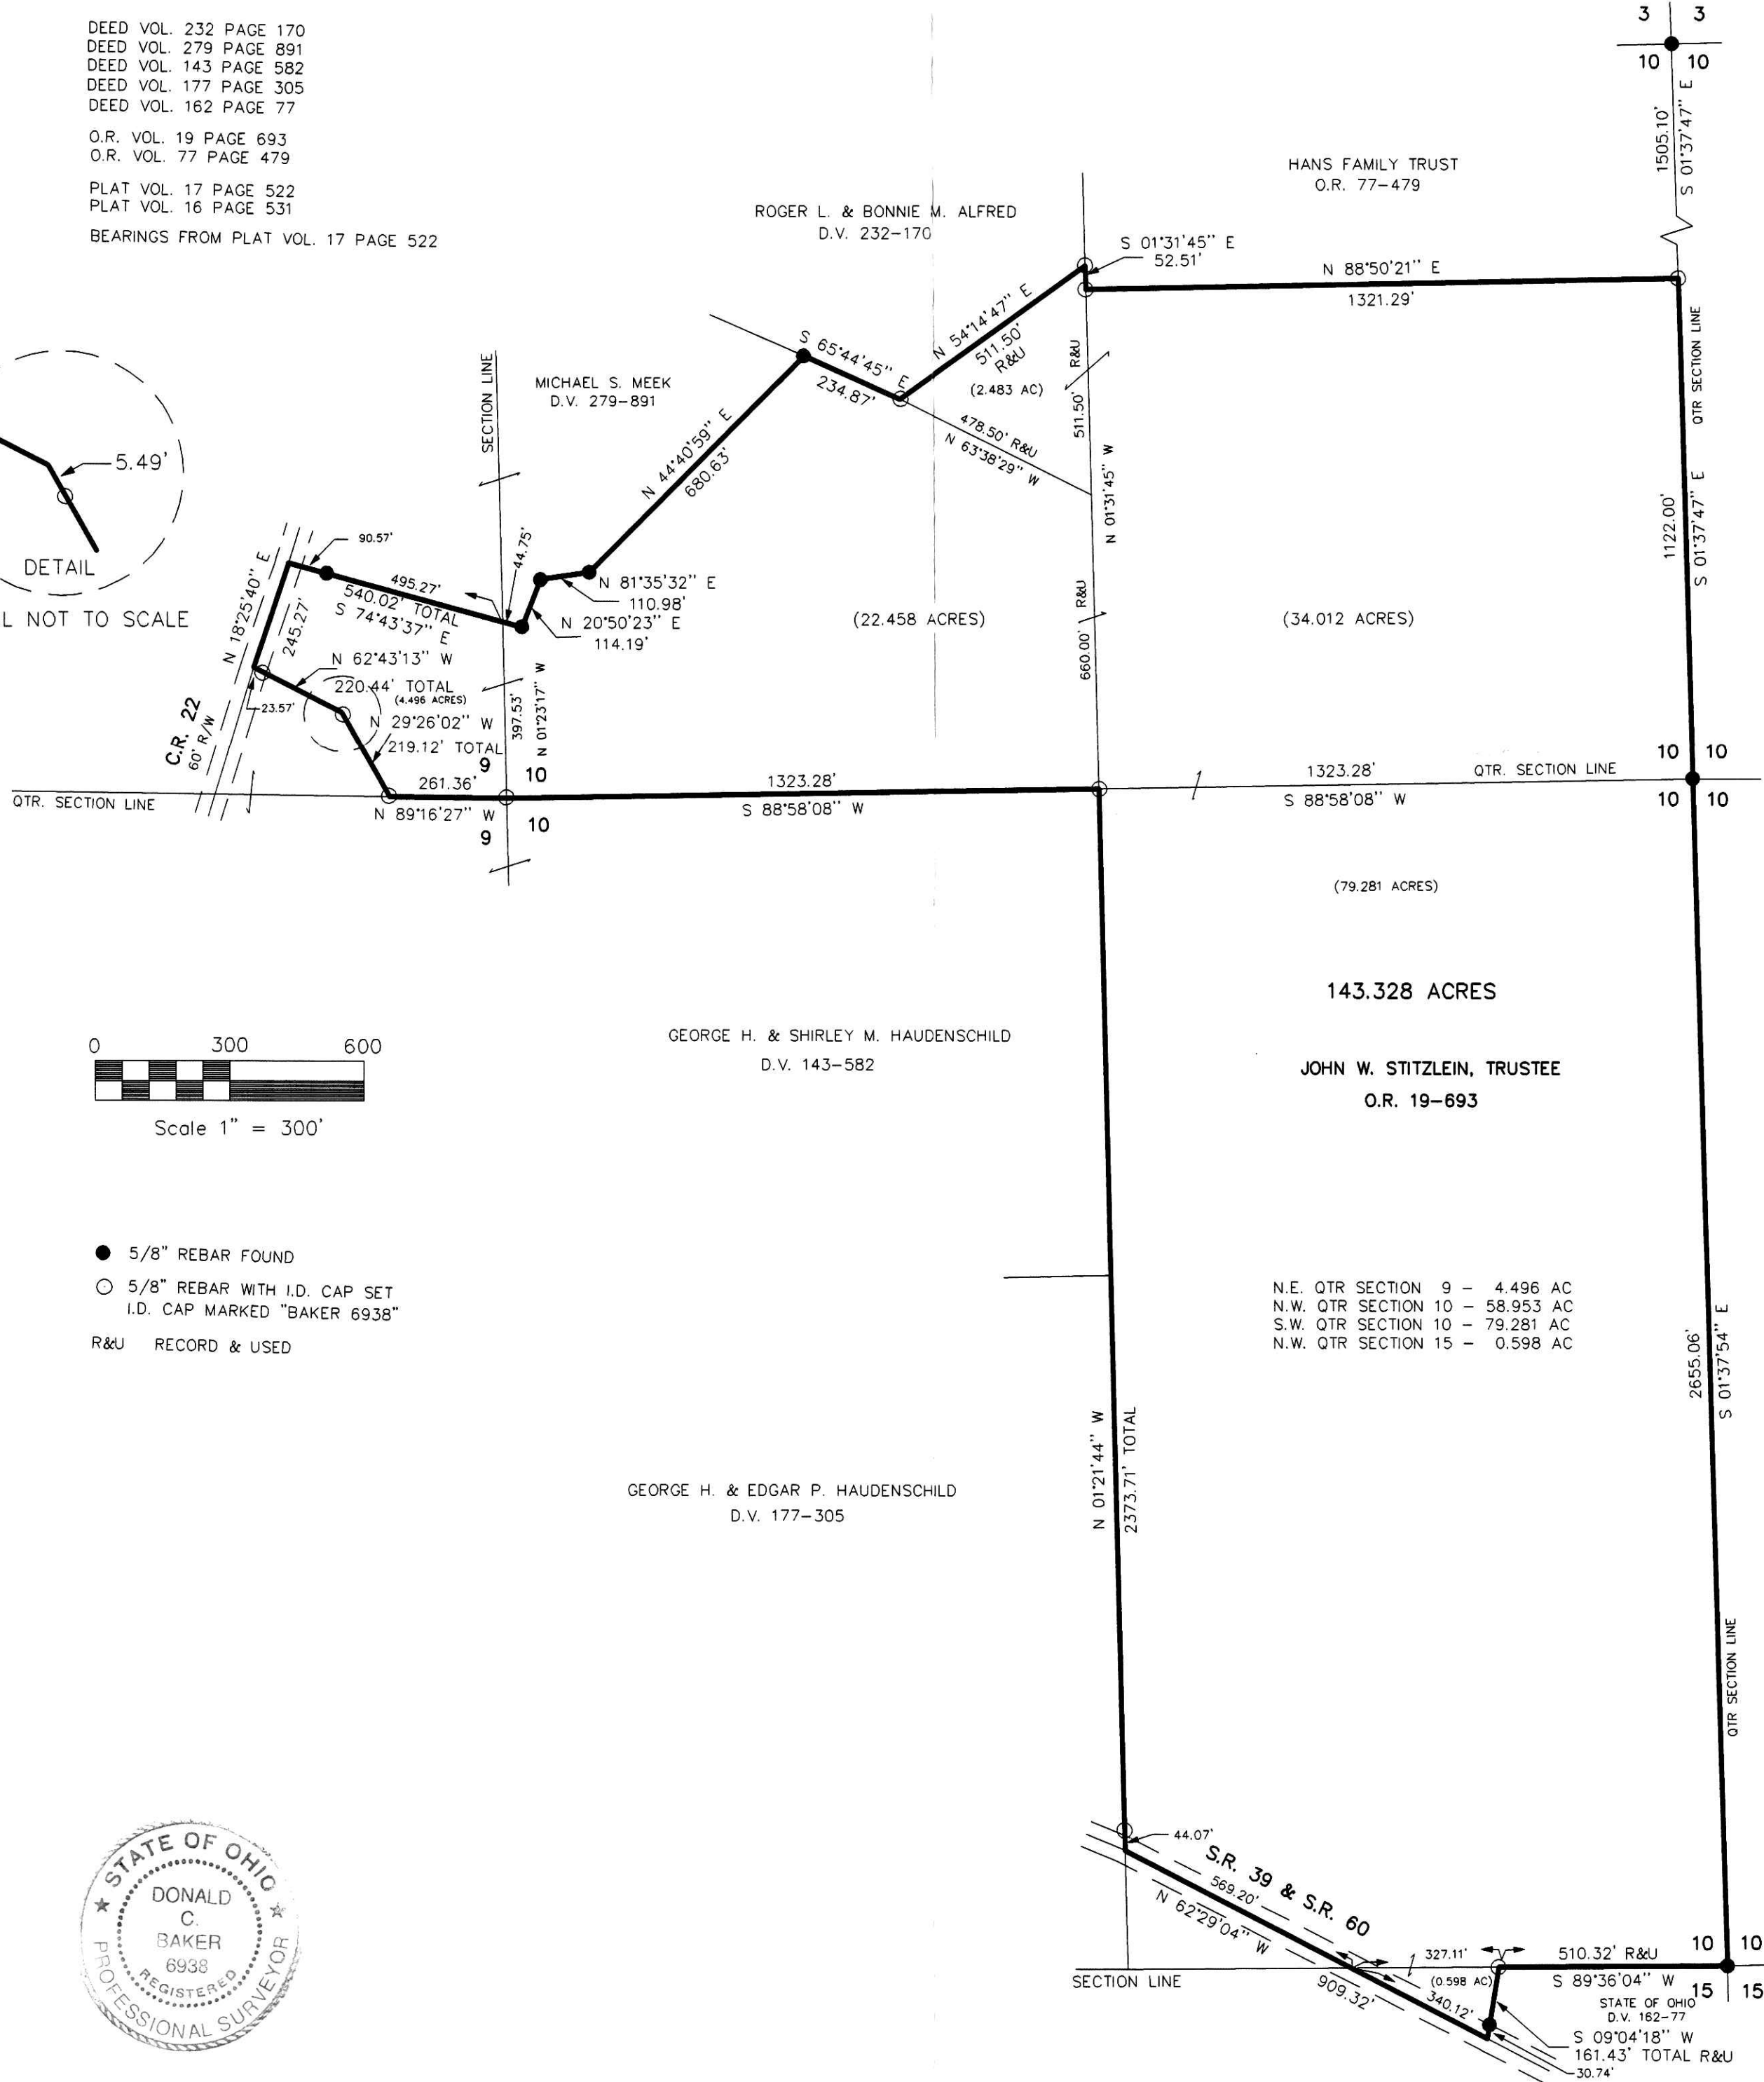 DEED VOL. 232 PAGE 170
DEED VOL. 279 PAGE 891
DEED VOL. 143 PAGE 582
DEED VOL. 177 PAGE 305
DEED VOL. 162 PAGE 77
O.R. VOL. 19 PAGE 693
O.R. VOL. 77 PAGE 479
PLAT VOL. 17 PAGE 522
PLAT VOL. 16 PAGE 531
BEARINGS FROM PLAT VOL. 17 PAGE 522
3 3
10 10
1505.10'
S 01°37'47" E
HANS FAMILY TRUST
O.R. 77-479
ROGER L. & BONNIE M. ALFRED
D.V. 232-170
S 01°31'45" E
52.51'
N 88°50'21" E
1321.29'
N 54°14'47" E
511.50'
R&U
(2.483 AC)
S 65°44'45" E
234.87'
478.50' R&U
N 63°38'29" W
511.50' R&U
N 01°31'45" W
660.00' R&U
QTR SECTION LINE
1122.00'
S 01°37'47" E
SECTION LINE
MICHAEL S. MEEK
D.V. 279-891
N 44°40'59" E
680.63'
5.49'
DETAIL
L NOT TO SCALE
90.57'
495.27'
540.02' TOTAL
S 74°43'37" E
44.75'
N 81°35'32" E
110.98'
N 20°50'23" E
114.19'
(22.458 ACRES)
(34.012 ACRES)
N 18°25'40" E
245.27'
N 62°43'13" W
220.44' TOTAL
(4.496 ACRES)
23.57'
N 29°26'02" W
219.12' TOTAL
397.53'
N 01°23'17" W
C.R. 22
60' R/W
QTR. SECTION LINE
261.36'
N 89°16'27" W
9 10
9 10
1323.28'
S 88°58'08" W
1323.28'
S 88°58'08" W
QTR. SECTION LINE
10 10
10 10
(79.281 ACRES)
143.328 ACRES
JOHN W. STITZLEIN, TRUSTEE
O.R. 19-693
GEORGE H. & SHIRLEY M. HAUDENSCHILD
D.V. 143-582
0 300 600
Scale 1" = 300'
5/8" REBAR FOUND
5/8" REBAR WITH I.D. CAP SET
I.D. CAP MARKED "BAKER 6938"
R&U RECORD & USED
N.E. QTR SECTION 9 - 4.496 AC
N.W. QTR SECTION 10 - 58.953 AC
S.W. QTR SECTION 10 - 79.281 AC
N.W. QTR SECTION 15 - 0.598 AC
2655.06'
S 01°37'54" E
QTR SECTION LINE
N 01°21'44" W
2373.71' TOTAL
GEORGE H. & EDGAR P. HAUDENSCHILD
D.V. 177-305
44.07'
S.R. 39 & S.R. 60
569.20'
N 62°29'04" W
909.32'
SECTION LINE
327.11'
(0.598 AC)
340.12'
510.32' R&U
S 89°36'04" W
10 10
15 15
STATE OF OHIO
D.V. 162-77
S 09°04'18" W
161.43' TOTAL R&U
30.74'
STATE OF OHIO
DONALD
C.
BAKER
6938
REGISTERED
PROFESSIONAL SURVEYOR